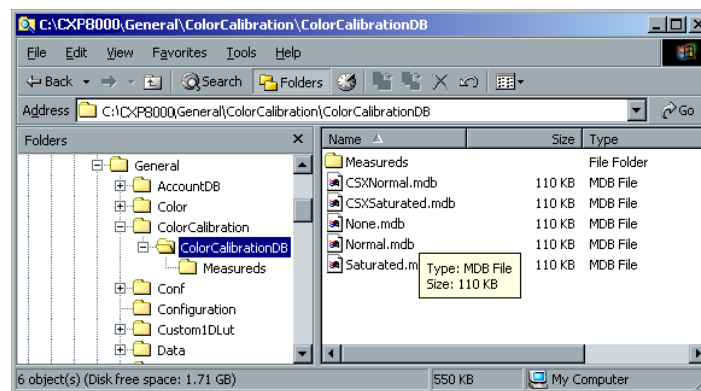 C:\CXP8000\General\ColorCalibration\ColorCalibrationDB
File Edit View Favorites Tools Help
Back Search Folders
Address C:\CXP8000\General\ColorCalibration\ColorCalibrationDB Go
Folders
Name Size Type
General
AccountDB
Color
ColorCalibration
ColorCalibrationDB
Measureds
Conf
Configuration
Custom1DLut
Data
Measureds File Folder
CSXNormal.mdb 110 KB MDB File
CSXSaturated.mdb 110 KB MDB File
None.mdb 110 KB MDB File
Normal.mdb 110 KB MDB File
Saturated.m 110 KB MDB File
Type: MDB File
Size: 110 KB
6 object(s) (Disk free space: 1.71 GB) 550 KB My Computer